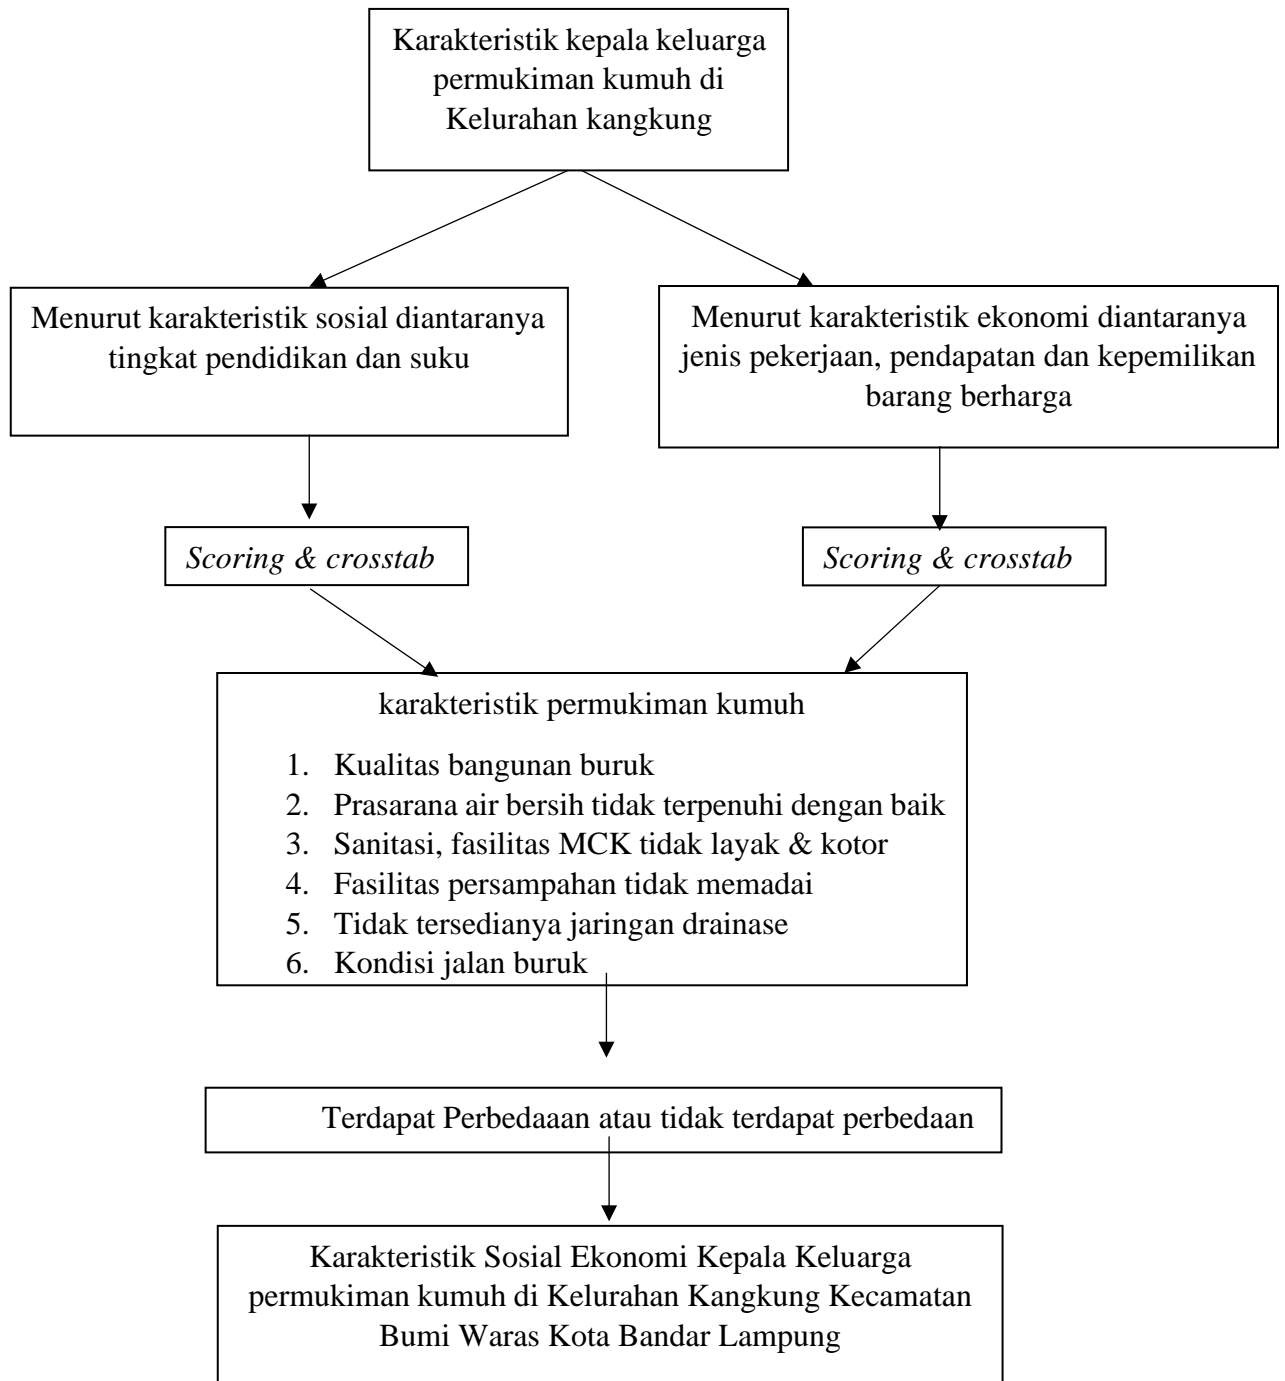 Karakteristik kepala keluarga
permukiman kumuh di
Kelurahan kangkung
Menurut karakteristik sosial diantaranya
tingkat pendidikan dan suku
Menurut karakteristik ekonomi diantaranya
jenis pekerjaan, pendapatan dan kepemilikan
barang berharga
Scoring & crosstab
Scoring & crosstab
karakteristik permukiman kumuh
1. Kualitas bangunan buruk
2. Prasarana air bersih tidak terpenuhi dengan baik
3. Sanitasi, fasilitas MCK tidak layak & kotor
4. Fasilitas persampahan tidak memadai
5. Tidak tersedianya jaringan drainase
6. Kondisi jalan buruk
Terdapat Perbedaaan atau tidak terdapat perbedaan
Karakteristik Sosial Ekonomi Kepala Keluarga
permukiman kumuh di Kelurahan Kangkung Kecamatan
Bumi Waras Kota Bandar Lampung